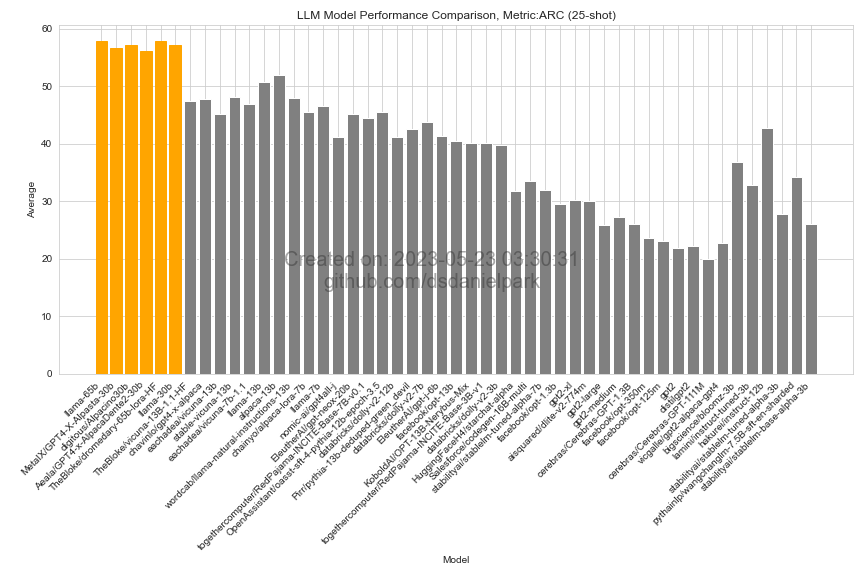 LLM Model Performance Comparison, Metric:ARC (25-shot)
Average
60
50
40
30
20
10
0
Created on: 2023-05-23 03:30:31
github.com/dsdanielpark
llama-65b
MetalX/GPT4-X-Alpasta-30b
digitous/Alpacino30b
Aeala/GPT4-x-AlpacaDente2-30b
TheBloke/dromedary-65b-lora-HF
llama-30b
TheBloke/vicuna-13B-1.1-HF
chavinlo/gpt4-x-alpaca
eachadea/vicuna-13b
stable-vicuna-13b
eachadea/vicuna-7b-1.1
llama-13b
alpaca-13b
wordcab/llama-natural-instructions-13b
chainyo/alpaca-lora-7b
llama-7b
nomic-ai/gpt4all-j
EleutherAI/gpt-neox-20b
togethercomputer/RedPajama-INCITE-Base-7B-v0.1
OpenAssistant/oasst-sft-4-pythia-12b-epoch-3.5
databricks/dolly-v2-12b
Pirr/pythia-13b-deduped-green_devil
databricks/dolly-v2-7b
EleutherAI/gpt-j-6b
facebook/opt-13b
KoboldAI/OPT-13B-Nerybus-Mix
togethercomputer/RedPajama-INCITE-Base-3B-v1
databricks/dolly-v2-3b
HuggingFaceH4/starchat-alpha
Salesforce/codegen-16B-multi
stabilityai/stablelm-tuned-alpha-7b
facebook/opt-1.3b
gpt2-xl
aisquared/dlite-v2-774m
gpt2-large
gpt2-medium
cerebras/Cerebras-GPT-1.3B
facebook/opt-350m
facebook/opt-125m
gpt2
distilgpt2
cerebras/Cerebras-GPT-111M
vicgalle/gpt2-alpaca-gpt4
bigscience/bloomz-3b
lamini/instruct-tuned-3b
hakurei/instruct-12b
stabilityai/stablelm-tuned-alpha-3b
pythainlp/wangchanglm-7.5B-sft-en-sharded
stabilityai/stablelm-base-alpha-3b
Model